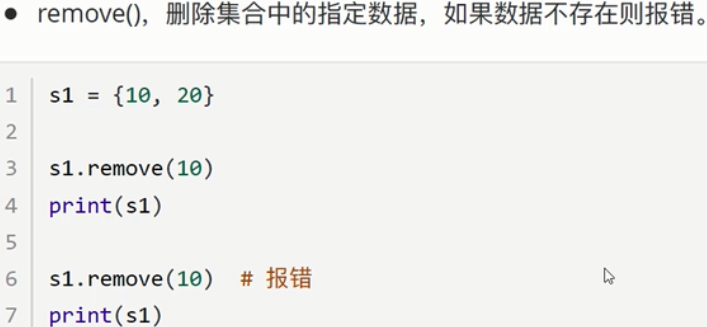 ● remove()，删除集合中的指定数据，如果数据不存在则报错。
1 s1 = {10, 20}
2
3 s1.remove(10)
4 print(s1)
5
6 s1.remove(10)  # 报错
7 print(s1)